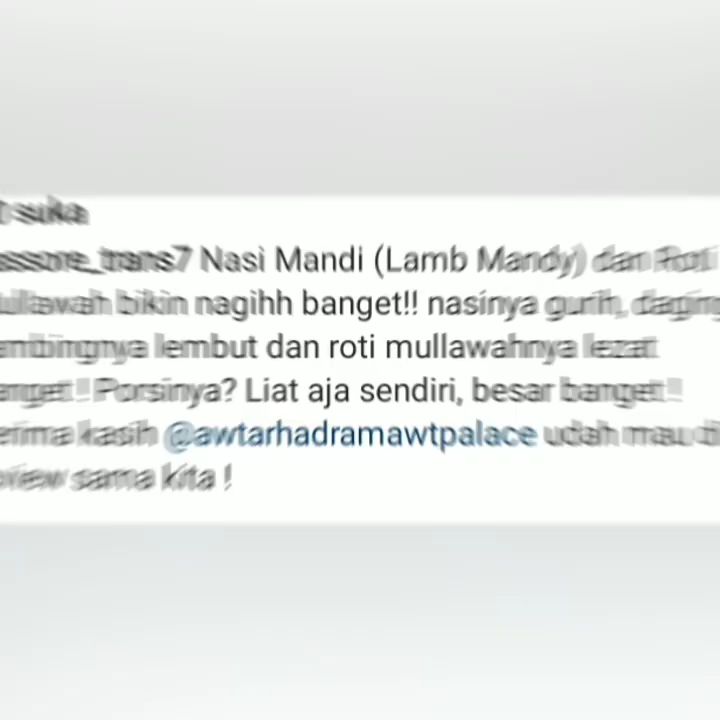 suka
Nasi Mandi (Lamb Mandy) dan Roti
bikin nagihh banget!! nasinya gurih,
lembut dan roti mullawahnya lezat
Porsinya? Liat aja sendiri, besar banget!!
kasih @awtarhadramawtpalace udah mau di
sama kita !